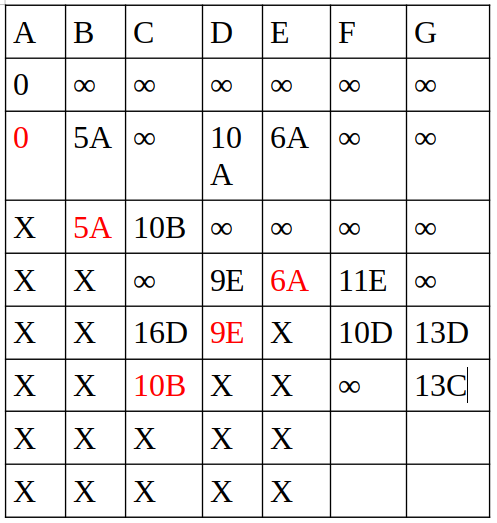 A B C D E F G
0 ∞ ∞ ∞ ∞ ∞ ∞
0 5A ∞ 10 6A ∞ ∞
A
X 5A 10B ∞ ∞ ∞ ∞
X X ∞ 9E 6A 11E ∞
X X 16D 9E X 10D 13D
X X 10B X X ∞ 13C
X X X X X
X X X X X